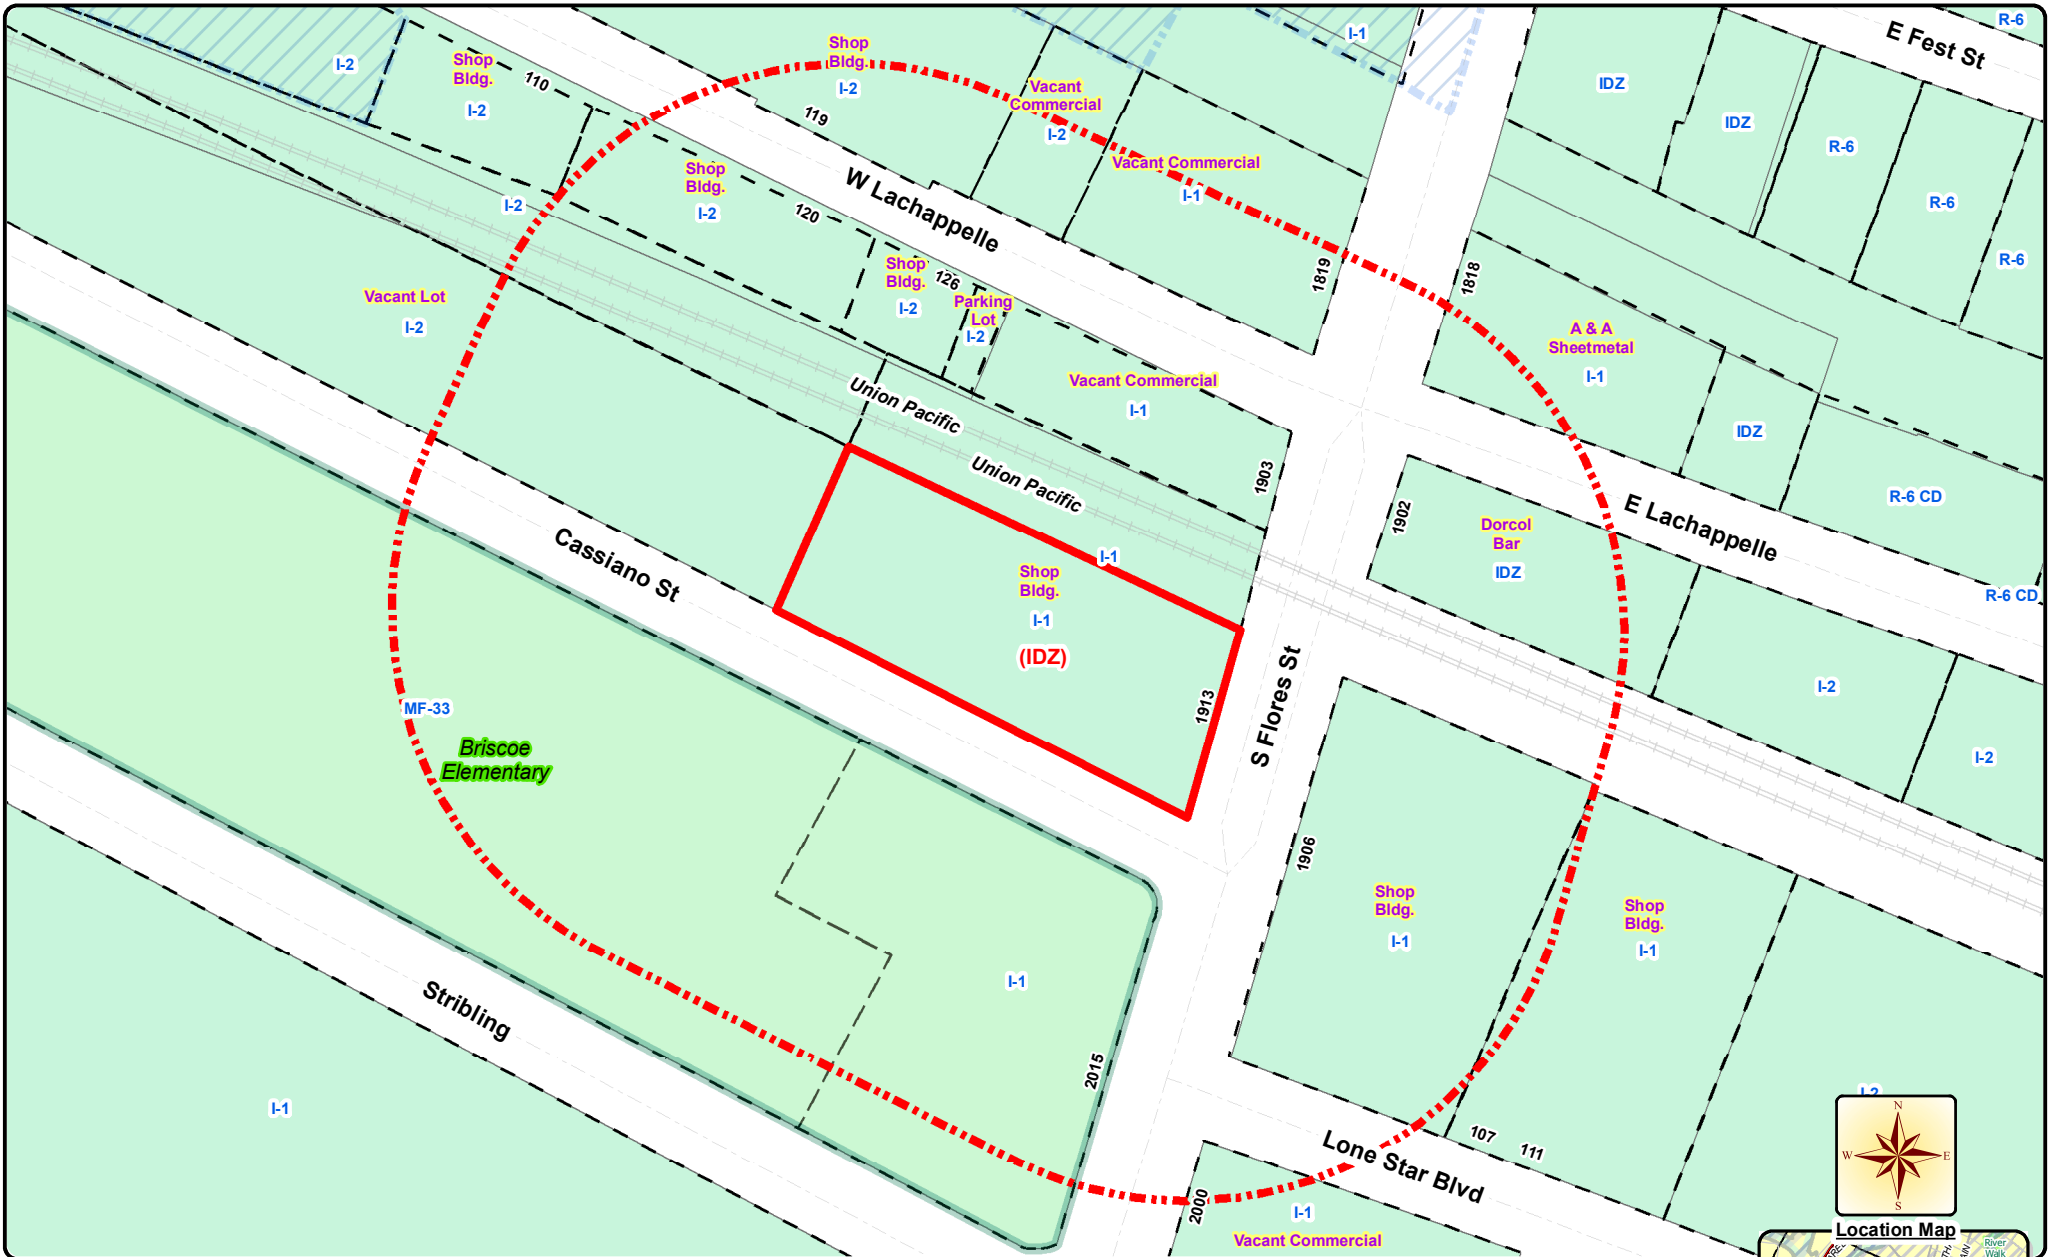 E Fest St
R-6
I-1
Shop
Bldg.
I-2
I-2
Shop
Bldg.
I-2
110
119
Vacant
Commercial
I-2
IDZ
IDZ
R-6
R-6
R-6
Vacant Commercial
I-1
W Lachappelle
Shop
Bldg.
I-2
120
I-2
Shop
Bldg.
I-2
126
Parking
Lot
I-2
1819
1818
Vacant Lot
I-2
A & A
Sheetmetal
I-1
Vacant Commercial
I-1
Union Pacific
Union Pacific
IDZ
R-6 CD
1903
1902
E Lachappelle
Dorcol
Bar
IDZ
R-6 CD
Cassiano St
I-1
Shop
Bldg.
I-1
(IDZ)
1913
S Flores St
I-2
I-2
MF-33
Briscoe
Elementary
1906
Shop
Bldg.
I-1
Shop
Bldg.
I-1
I-1
Stribling
2015
I-1
I-2
107
111
Lone Star Blvd
2000
I-1
Vacant Commercial
N
W
E
S
Location Map
River
Walk